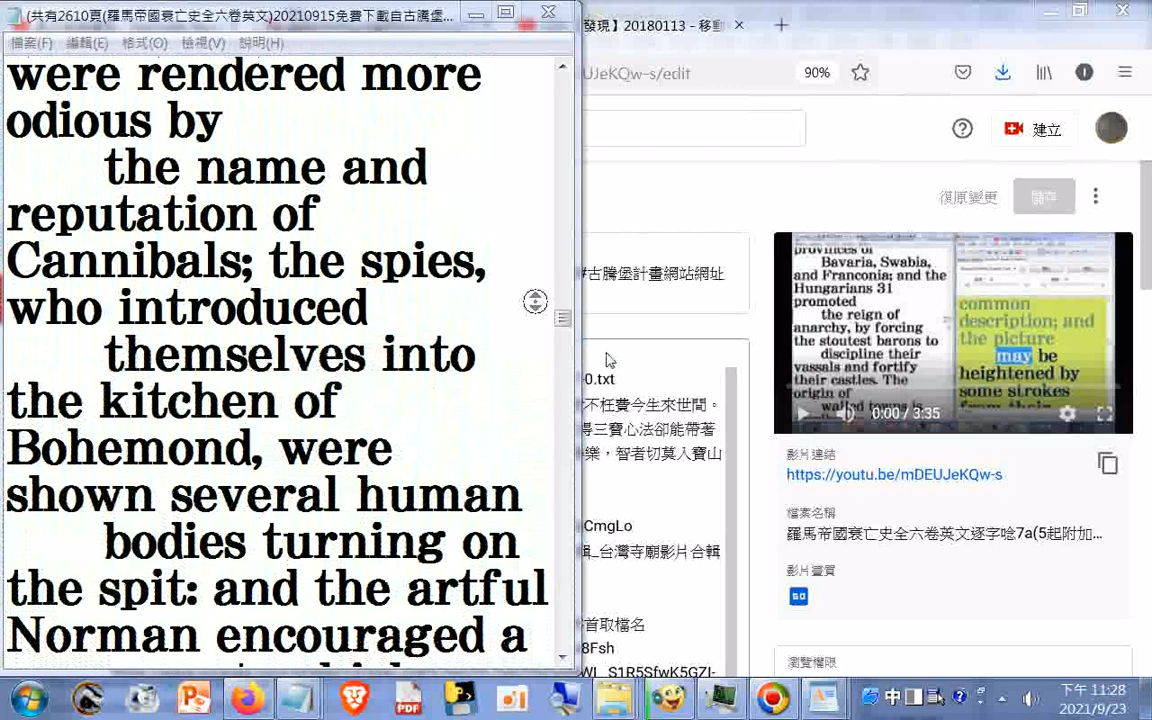 (共有2610頁(羅馬帝國衰亡史全六卷英文)20210915免費下載自古騰堡...
檔案(F) 編輯(E) 格式(O) 檢視(V) 說明(H)
were rendered more
odious by
the name and
reputation of
Cannibals; the spies,
who introduced
themselves into
the kitchen of
Bohemond, were
shown several human
bodies turning on
the spit: and the artful
Norman encouraged a
發現】20180113 - 移動
UJeKQw-s/edit
90%
建立
復原變更
儲存
#古騰堡計畫網站網址
-0.txt
不枉費今生來世間。
得三寶心法卻能帶著
樂，智者切莫入寶山
CmgLo
輯_台灣寺廟影片合輯
首取檔名
8Fsh
WI_S1R5SfwK5GZI-
provinces of
Bavaria, Swabia,
and Franconia; and the
Hungarians 31
promoted
the reign of
anarchy, by forcing
the stoutest barons to
discipline their
vassals and fortify
their castles. The
origin of
walled towns is
common
description; and
the picture
may be
heightened by
some strokes
0:00 / 3:35
影片連結
https://youtu.be/mDEUJeKQw-s
檔案名稱
羅馬帝國衰亡史全六卷英文逐字唸7a(5起附加...
影片畫質
SD
瀏覽權限
中
下午 11:28
2021/9/23